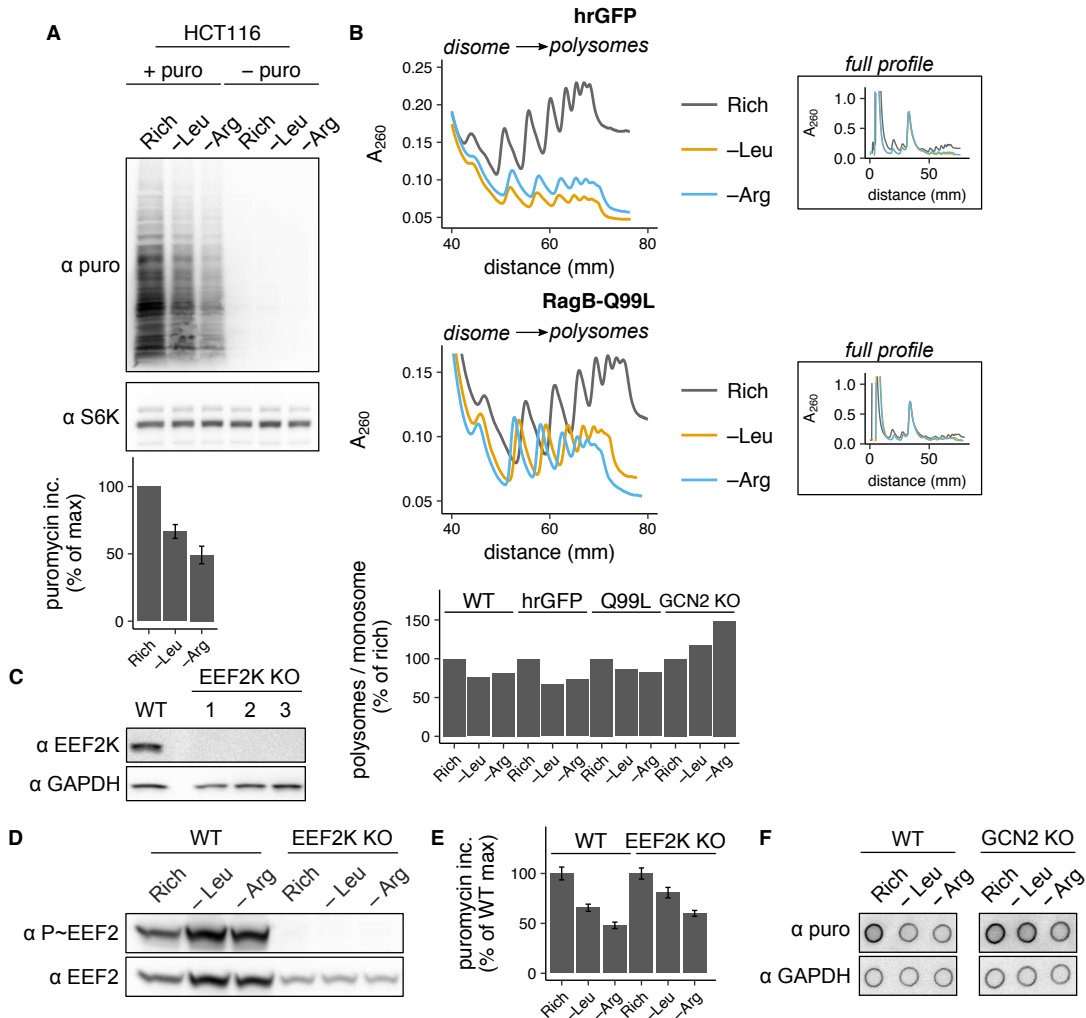 A
HCT116
+ puro
– puro
Rich
–Leu
–Arg
Rich
–Leu
–Arg
α puro
α S6K
puromycin inc.
(% of max)
100
50
0
Rich
–Leu
–Arg
B
hrGFP
disome → polysomes
A260
0.25
0.20
0.15
0.10
0.05
40
60
80
distance (mm)
Rich
–Leu
–Arg
full profile
A260
1.0
0.5
0.0
0
50
distance (mm)
RagB-Q99L
disome → polysomes
A260
0.15
0.10
0.05
40
60
80
distance (mm)
Rich
–Leu
–Arg
full profile
A260
1.0
0.5
0.0
0
50
distance (mm)
polysomes / monosome
(% of rich)
WT
hrGFP
Q99L
GCN2 KO
150
100
50
0
Rich
–Leu
–Arg
Rich
–Leu
–Arg
Rich
–Leu
–Arg
Rich
–Leu
–Arg
C
EEF2K KO
WT
1
2
3
α EEF2K
α GAPDH
D
WT
EEF2K KO
Rich
– Leu
– Arg
Rich
– Leu
– Arg
α P~EEF2
α EEF2
E
puromycin inc.
(% of WT max)
WT
EEF2K KO
100
50
0
Rich
–Leu
–Arg
Rich
–Leu
–Arg
F
WT
GCN2 KO
Rich
– Leu
– Arg
Rich
– Leu
– Arg
α puro
α GAPDH